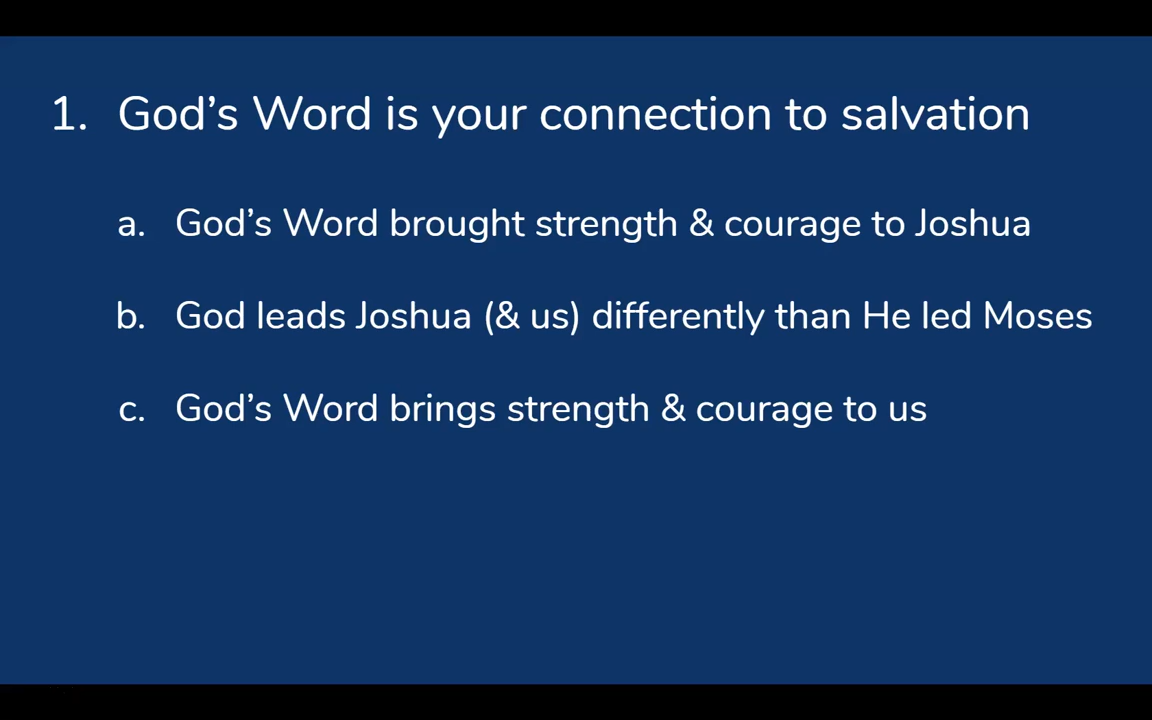 1. God’s Word is your connection to salvation
a. God’s Word brought strength & courage to Joshua
b. God leads Joshua (& us) differently than He led Moses
c. God’s Word brings strength & courage to us